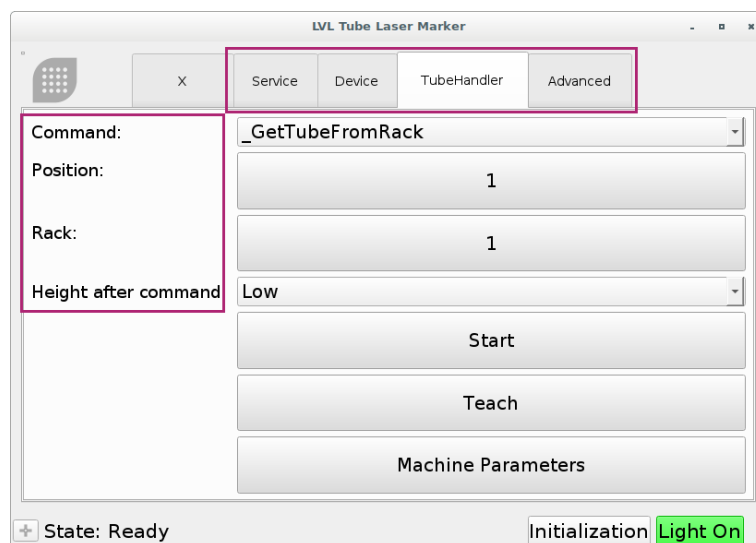 LVL Tube Laser Marker
X Service Device TubeHandler Advanced
Command: _GetTubeFromRack
Position: 1
Rack: 1
Height after command Low
Start
Teach
Machine Parameters
State: Ready Initialization Light On